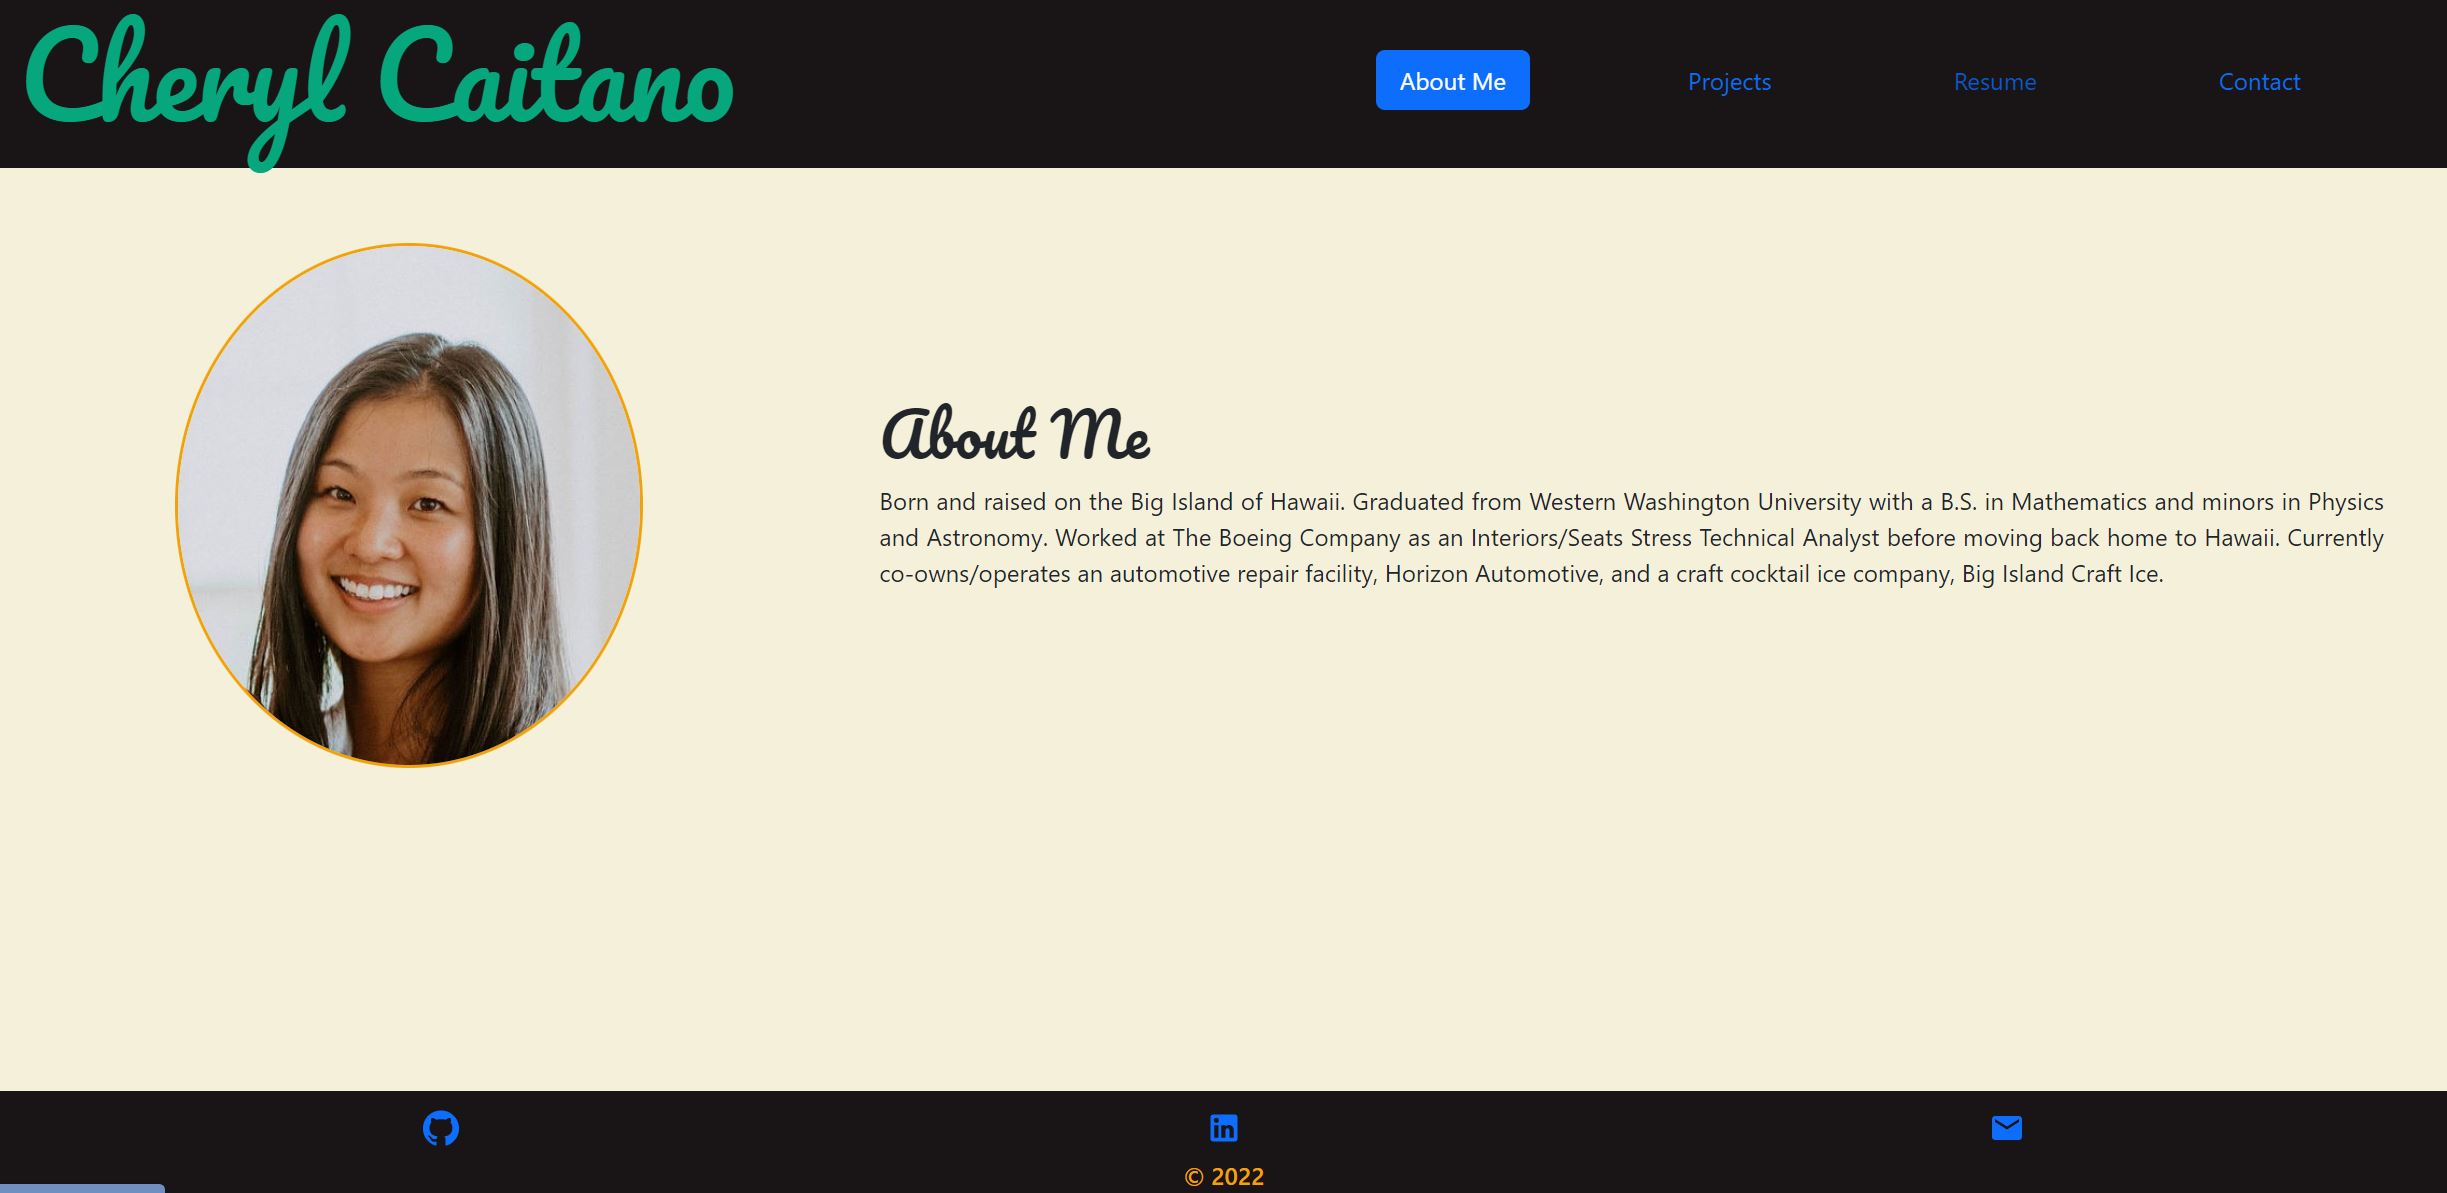 Cheryl Caitano
About Me
Projects
Resume
Contact
About Me
Born and raised on the Big Island of Hawaii. Graduated from Western Washington University with a B.S. in Mathematics and minors in Physics
and Astronomy. Worked at The Boeing Company as an Interiors/Seats Stress Technical Analyst before moving back home to Hawaii. Currently
co-owns/operates an automotive repair facility, Horizon Automotive, and a craft cocktail ice company, Big Island Craft Ice.
in
© 2022